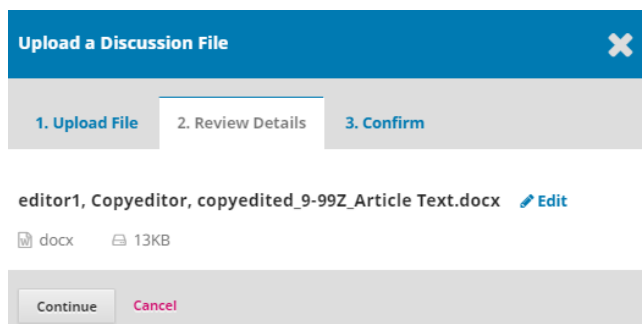 Upload a Discussion File
1. Upload File 2. Review Details 3. Confirm
editor1, Copyeditor, copyedited_9-99Z_Article Text.docx Edit
docx 13KB
Continue Cancel